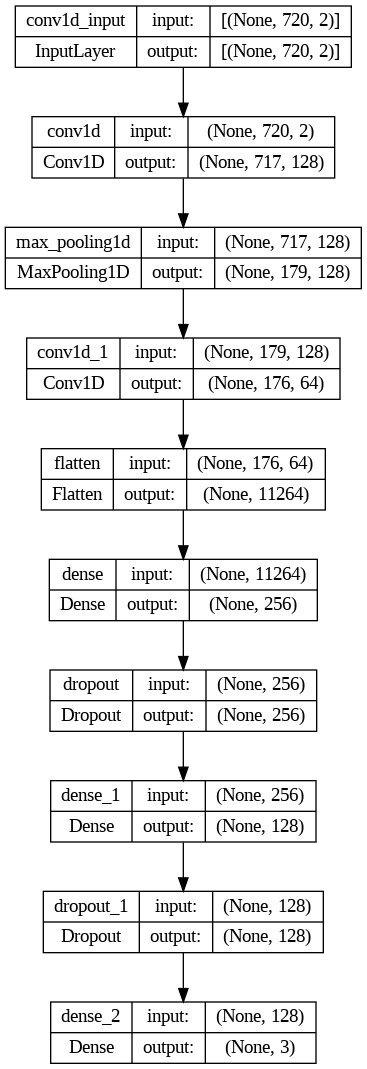 conv1d_input input: [(None, 720, 2)]
InputLayer output: [(None, 720, 2)]
conv1d input: (None, 720, 2)
Conv1D output: (None, 717, 128)
max_pooling1d input: (None, 717, 128)
MaxPooling1D output: (None, 179, 128)
conv1d_1 input: (None, 179, 128)
Conv1D output: (None, 176, 64)
flatten input: (None, 176, 64)
Flatten output: (None, 11264)
dense input: (None, 11264)
Dense output: (None, 256)
dropout input: (None, 256)
Dropout output: (None, 256)
dense_1 input: (None, 256)
Dense output: (None, 128)
dropout_1 input: (None, 128)
Dropout output: (None, 128)
dense_2 input: (None, 128)
Dense output: (None, 3)